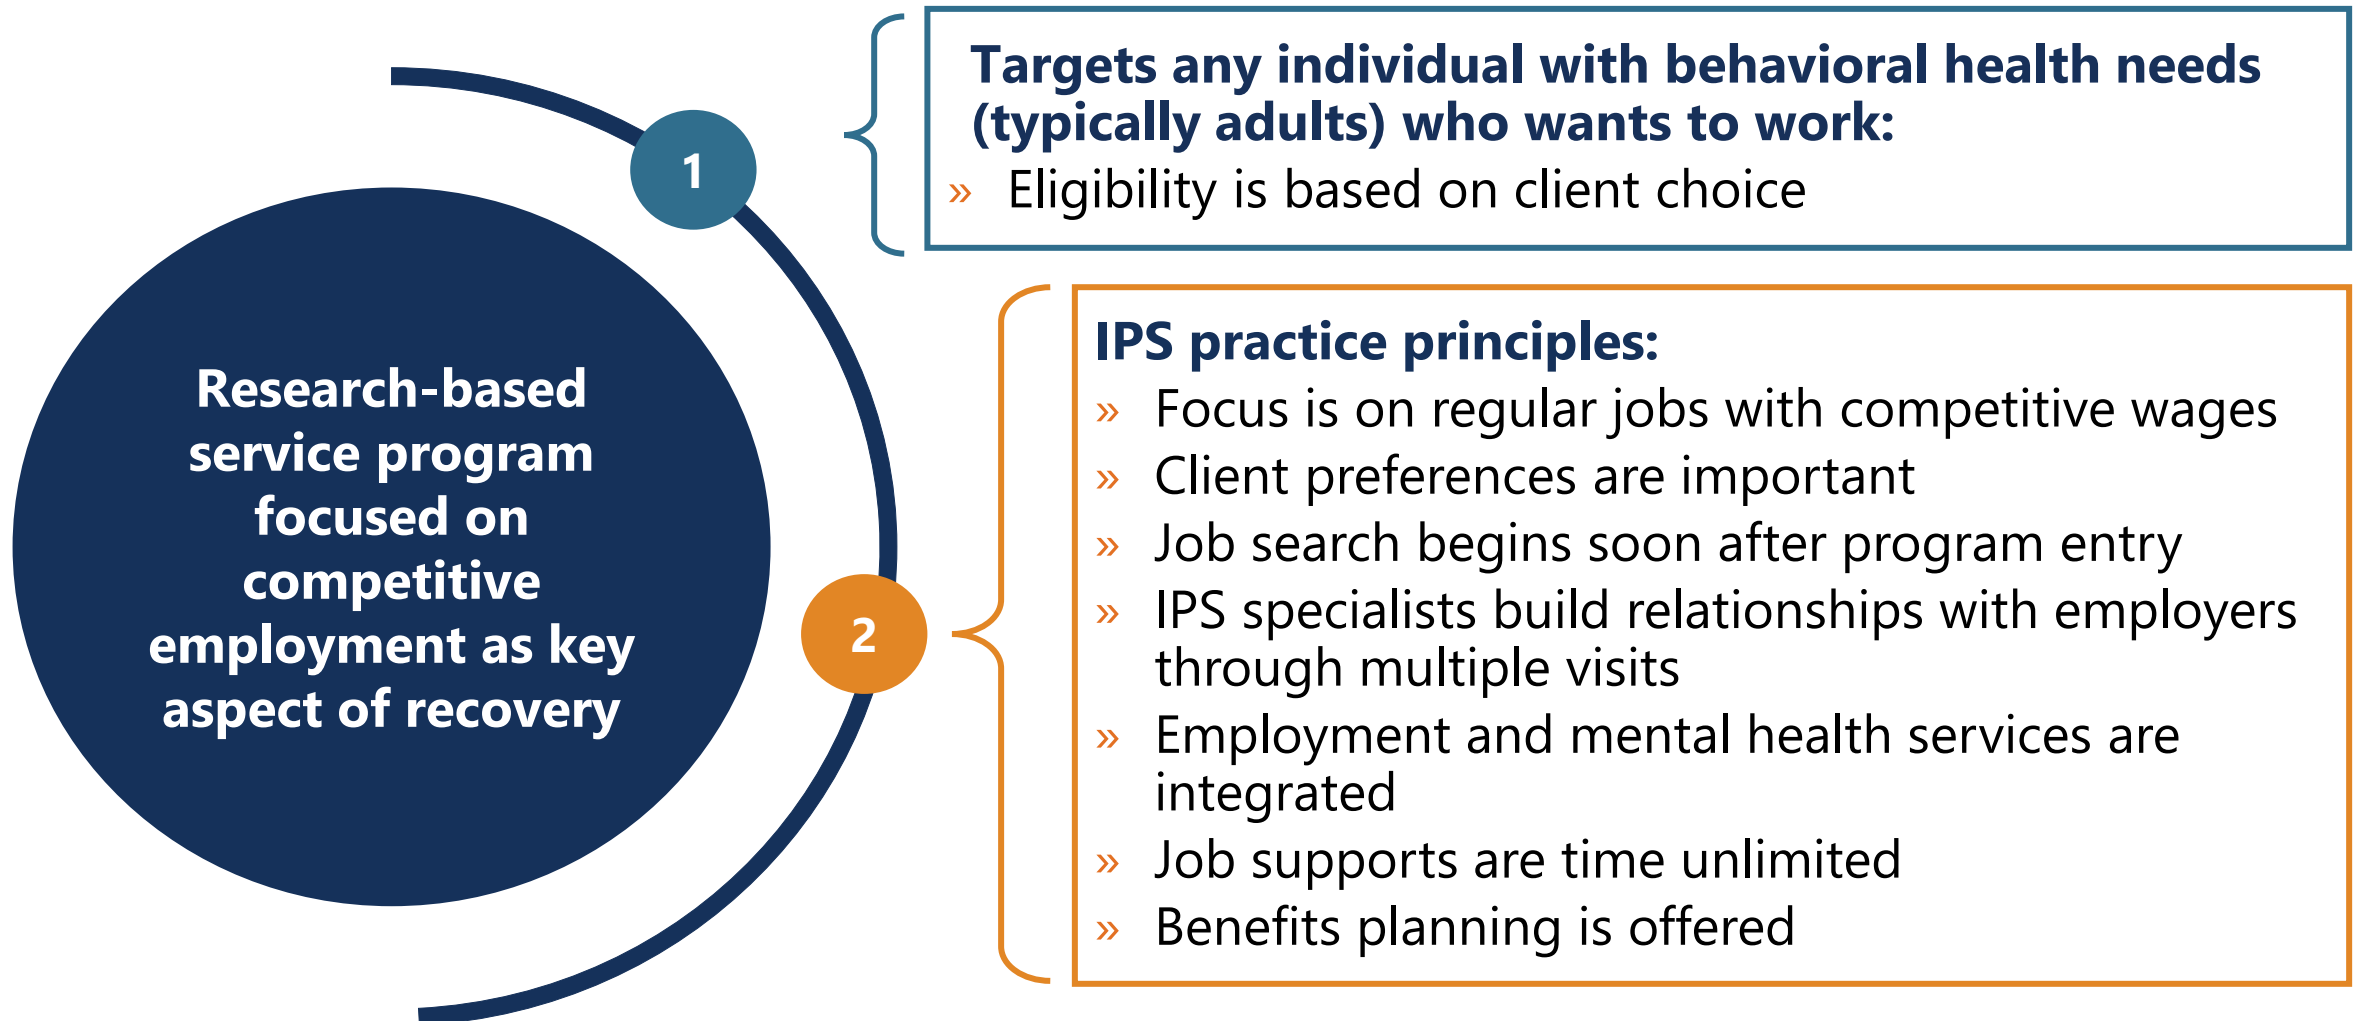 Research-based
service program
focused on
competitive
employment as key
aspect of recovery
1
Targets any individual with behavioral health needs
(typically adults) who wants to work:
» Eligibility is based on client choice
2
IPS practice principles:
» Focus is on regular jobs with competitive wages
» Client preferences are important
» Job search begins soon after program entry
» IPS specialists build relationships with employers
through multiple visits
» Employment and mental health services are
integrated
» Job supports are time unlimited
» Benefits planning is offered